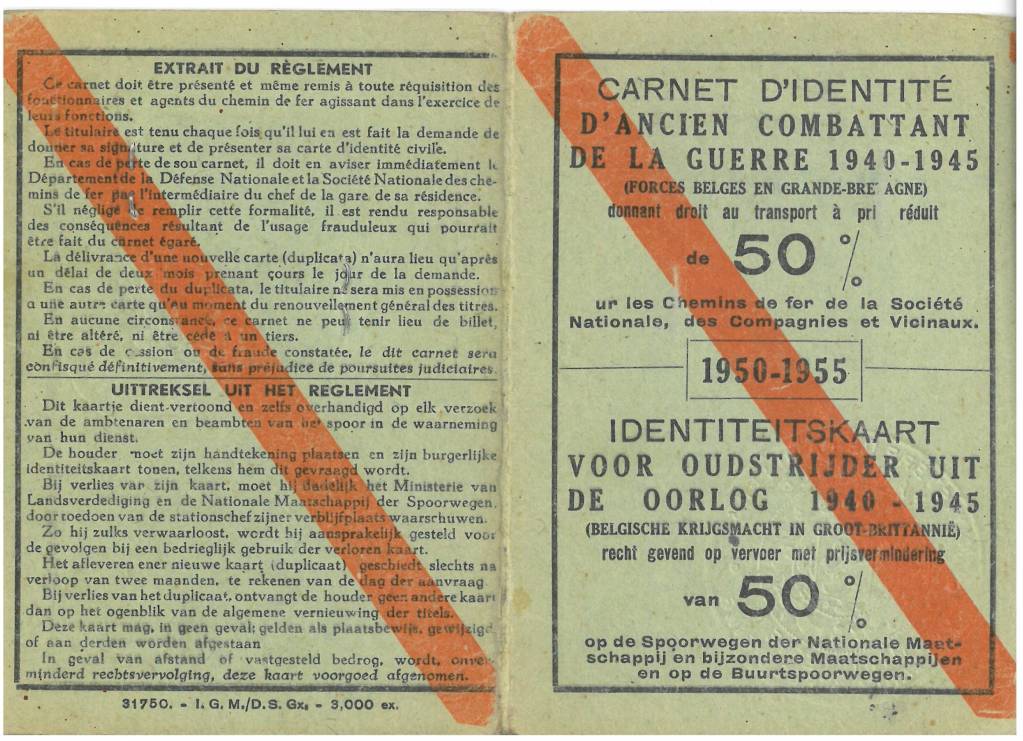 EXTRAIT DU RÈGLEMENT
Ce carnet doit être présenté et même remis à toute réquisition des
fonctionnaires et agents du chemin de fer agissant dans l'exercice de
leurs fonctions.
Le titulaire est tenu chaque fois qu'il lui en est fait la demande de
donner sa signature et de présenter sa carte d'identité civile.
En cas de perte de son carnet, il doit en aviser immédiatement le
Département de la Défense Nationale et la Société Nationale des che-
mins de fer par l'intermédiaire du chef de la gare de sa résidence.
S'il néglige de remplir cette formalité, il est rendu responsable
des conséquences résultant de l'usage frauduleux qui pourrait
être fait du carnet égaré.
La délivrance d'une nouvelle carte (duplicata) n'aura lieu qu'après
un délai de deux mois prenant çours le jour de la demande.
En cas de perte du duplicata, le titulaire ne sera mis en possession
a une autre carte qu'au moment du renouvellement général des titres.
En aucune circonstance, ce carnet ne peut tenir lieu de billet,
ni être altéré, ni être cédé à un tiers.
En cas de cession ou de fraude constatée, le dit carnet sera
confisqué définitivement, sans préjudice de poursuites judiciaires.
UITTREKSEL UIT HET REGLEMENT
Dit kaartje dient vertoond en zelfs overhandigd op elk verzoek
van de ambtenaren en beambten van het spoor in de waarneming
van hun dienst.
De houder moet zijn handtekening plaatsen en zijn burgerlijke
identiteitskaart tonen, telkens hem dit gevraagd wordt.
Bij verlies van zijn kaart, moet hij dadelijk het Ministerie van
Landsverdediging en de Nationale Maatschappij der Spoorwegen,
door toedoen van de stationschef zijner verblijfplaats waarschuwen.
Zo hij zulks verwaarloost, wordt hij aansprakelijk gesteld voor
de gevolgen bij een bedrieglijk gebruik der verloren kaart.
Het afleveren ener nieuwe kaart (duplicaat) geschiedt slechts na
verloop van twee maanden, te rekenen van de dag der aanvraag
Bij verlies van het duplicaat, ontvangt de houder geen andere kaart
dan op het ogenblik van de algemene vernieuwing der titels.
Deze kaart mag, in geen geval; gelden als plaatsbewijs, gewijzigd
of aan derden worden afgestaan
In geval van afstand of vastgesteld bedrog, wordt, onver-
minderd rechtsvervolging, deze kaart voorgoed afgenomen.
31750. - I. G. M./D. S. Gx. - 3,000 ex.
CARNET D'IDENTITÉ
D'ANCIEN COMBATTANT
DE LA GUERRE 1940-1945
(FORCES BELGES EN GRANDE-BRE AGNE)
donnant droit au transport à pri réduit
de 50 %
ur les Chemins de fer de la Société
Nationale, des Compagnies et Vicinaux.
1950-1955
IDENTITEITSKAART
VOOR OUDSTRIJDER UIT
DE OORLOG 1940 - 1945
(BELGISCHE KRIJGSMACHT IN GROOT-BRITTANNIË)
recht gevend op vervoer met prijsvermindering
van 50 %
op de Spoorwegen der Nationale Maat-
schappij en bijzondere Maatschappijen
en op de Buurtspoorwegen.